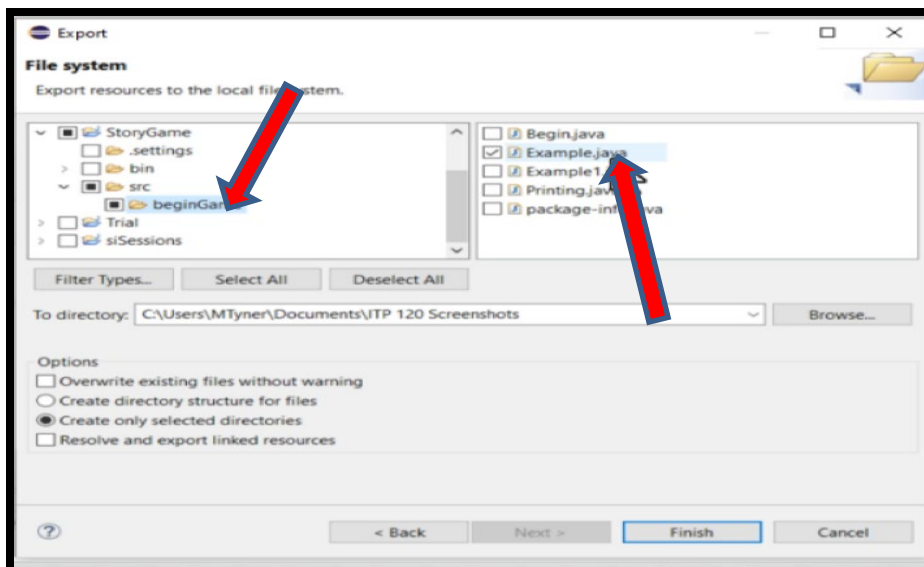 Export
File system
Export resources to the local file system.
StoryGame
.settings
bin
src
Trial
siSessions
Begin.java
Example.java
Printing.java
Filter Types...
Select All
Deselect All
To directory:
C:\Users\MTyner\Documents\ITP 120 Screenshots
Browse...
Options
Overwrite existing files without warning
Create directory structure for files
Create only selected directories
Resolve and export linked resources
?
< Back
Next >
Finish
Cancel